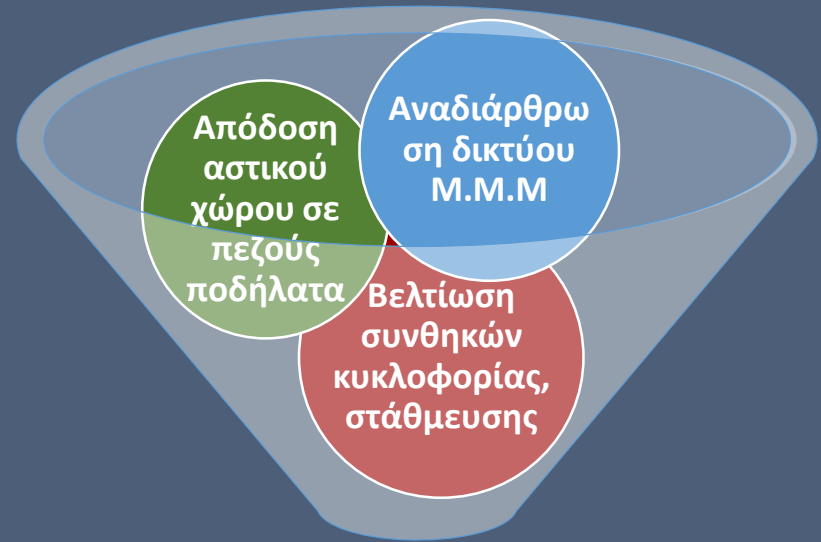 Απόδοση
αστικού
χώρου σε
πεζούς
ποδήλατα
Αναδιάρθρω
ση δικτύου
Μ.Μ.Μ
Βελτίωση
συνθηκών
κυκλοφορίας,
στάθμευσης